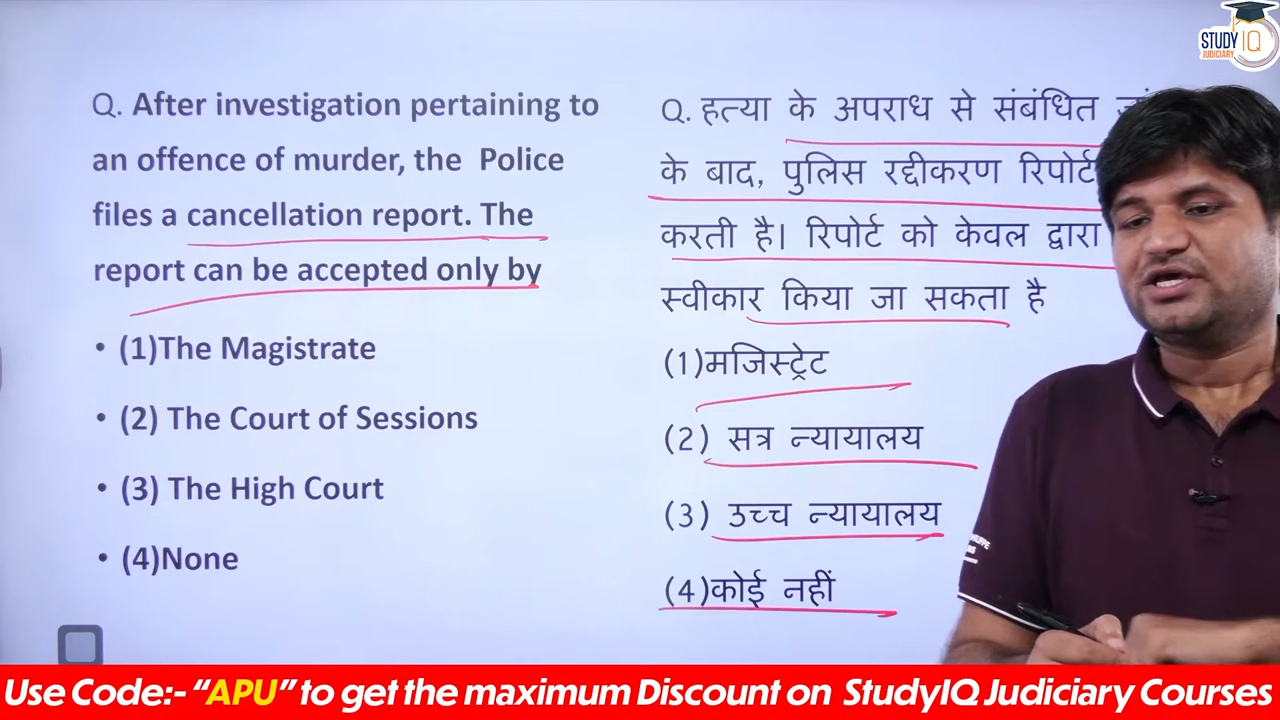 STUDY IQ
JUDICIARY
Q. After investigation pertaining to
an offence of murder, the Police
files a cancellation report. The
report can be accepted only by
• (1)The Magistrate
• (2) The Court of Sessions
• (3) The High Court
• (4)None
Q. हत्या के अपराध से संबंधित
के बाद, पुलिस रद्दीकरण रिपोर्ट
करती है। रिपोर्ट को केवल द्वारा
स्वीकार किया जा सकता है
(1)मजिस्ट्रेट
(2) सत्र न्यायालय
(3) उच्च न्यायालय
(4)कोई नहीं
Use Code:- “APU” to get the maximum Discount on StudyIQ Judiciary Courses